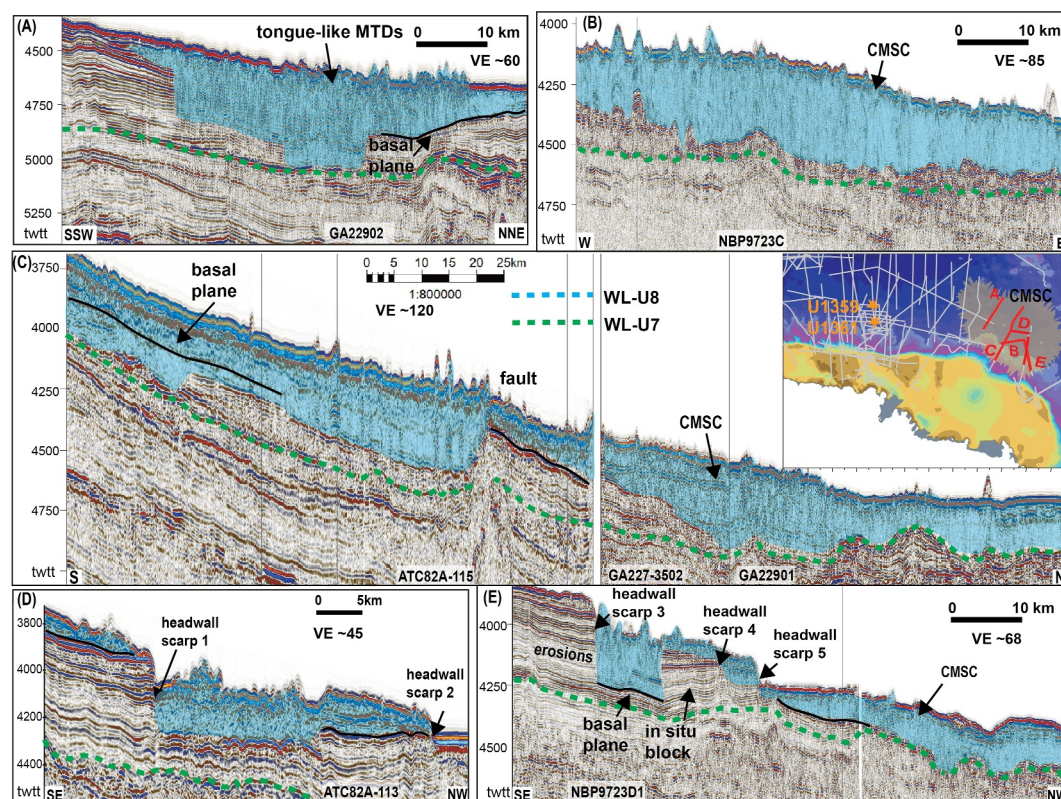 (A)
tongue-like MTDs
0 10 km
VE ~60
4500
4750
5000
5250
twtt
basal
plane
SSW
GA22902
NNE
(B)
4000
4250
4500
4750
twtt
CMSC
0 10 km
VE ~85
W
NBP9723C
E
(C)
3750
4000
4250
4500
4750
twtt
basal
plane
0 5 10 15 20 25km
1:800000
VE ~120
WL-U8
WL-U7
fault
CMSC
S
ATC82A-115
GA227-3502
GA22901
N
U1359
U1361
CMSC
A
D
C
B
E
(D)
3800
4000
4200
4400
twtt
0 5km
VE ~45
headwall
scarp 1
headwall
scarp 2
SE
ATC82A-113
NW
(E)
4000
4250
4500
twtt
headwall
scarp 3
headwall
scarp 4
headwall
scarp 5
0 10 km
VE ~68
erosions
CMSC
basal
plane
in situ
block
SE
NBP9723D1